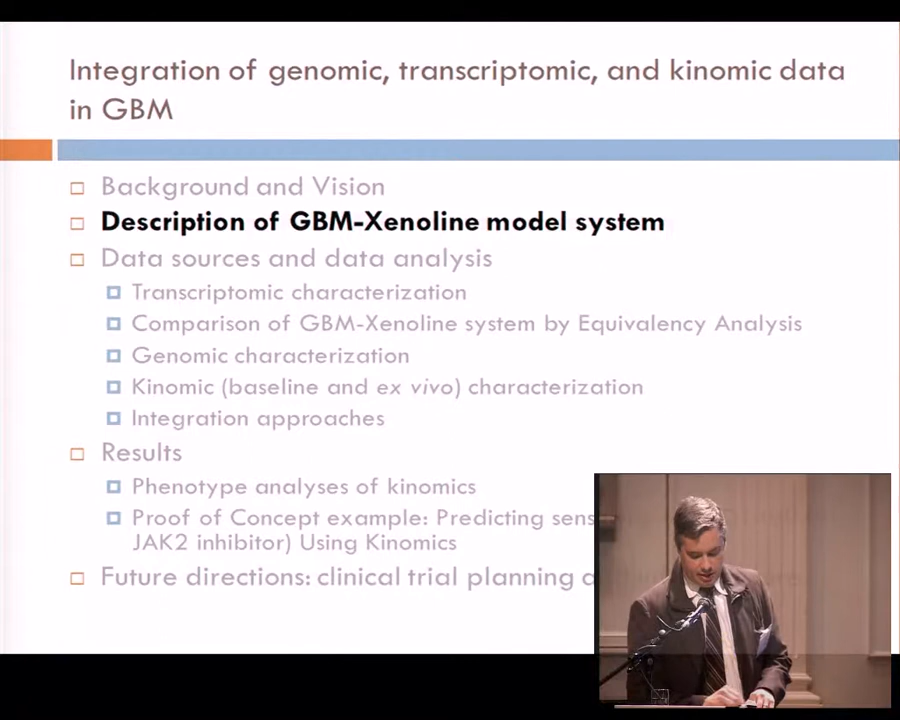 Integration of genomic, transcriptomic, and kinomic data
in GBM
Background and Vision
Description of GBM-Xenoline model system
Data sources and data analysis
Transcriptomic characterization
Comparison of GBM-Xenoline system by Equivalency Analysis
Genomic characterization
Kinomic (baseline and ex vivo) characterization
Integration approaches
Results
Phenotype analyses of kinomics
Proof of Concept example: Predicting
JAK2 inhibitor) Using Kinomics
Future directions: clinical trial planning